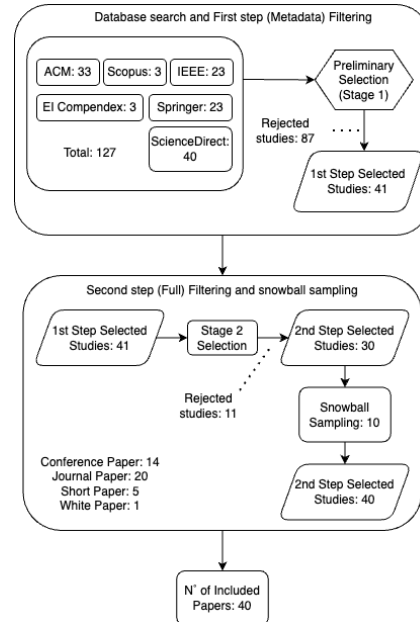 Database search and First step (Metadata) Filtering
ACM: 33
Scopus: 3
IEEE: 23
EI Compendex: 3
Springer: 23
Total: 127
ScienceDirect:
40
Preliminary
Selection
(Stage 1)
Rejected
studies: 87
1st Step Selected
Studies: 41
Second step (Full) Filtering and snowball sampling
1st Step Selected
Studies: 41
Stage 2
Selection
2nd Step Selected
Studies: 30
Rejected
studies: 11
Snowball
Sampling: 10
Conference Paper: 14
Journal Paper: 20
Short Paper: 5
White Paper: 1
2nd Step Selected
Studies: 40
N° of Included
Papers: 40